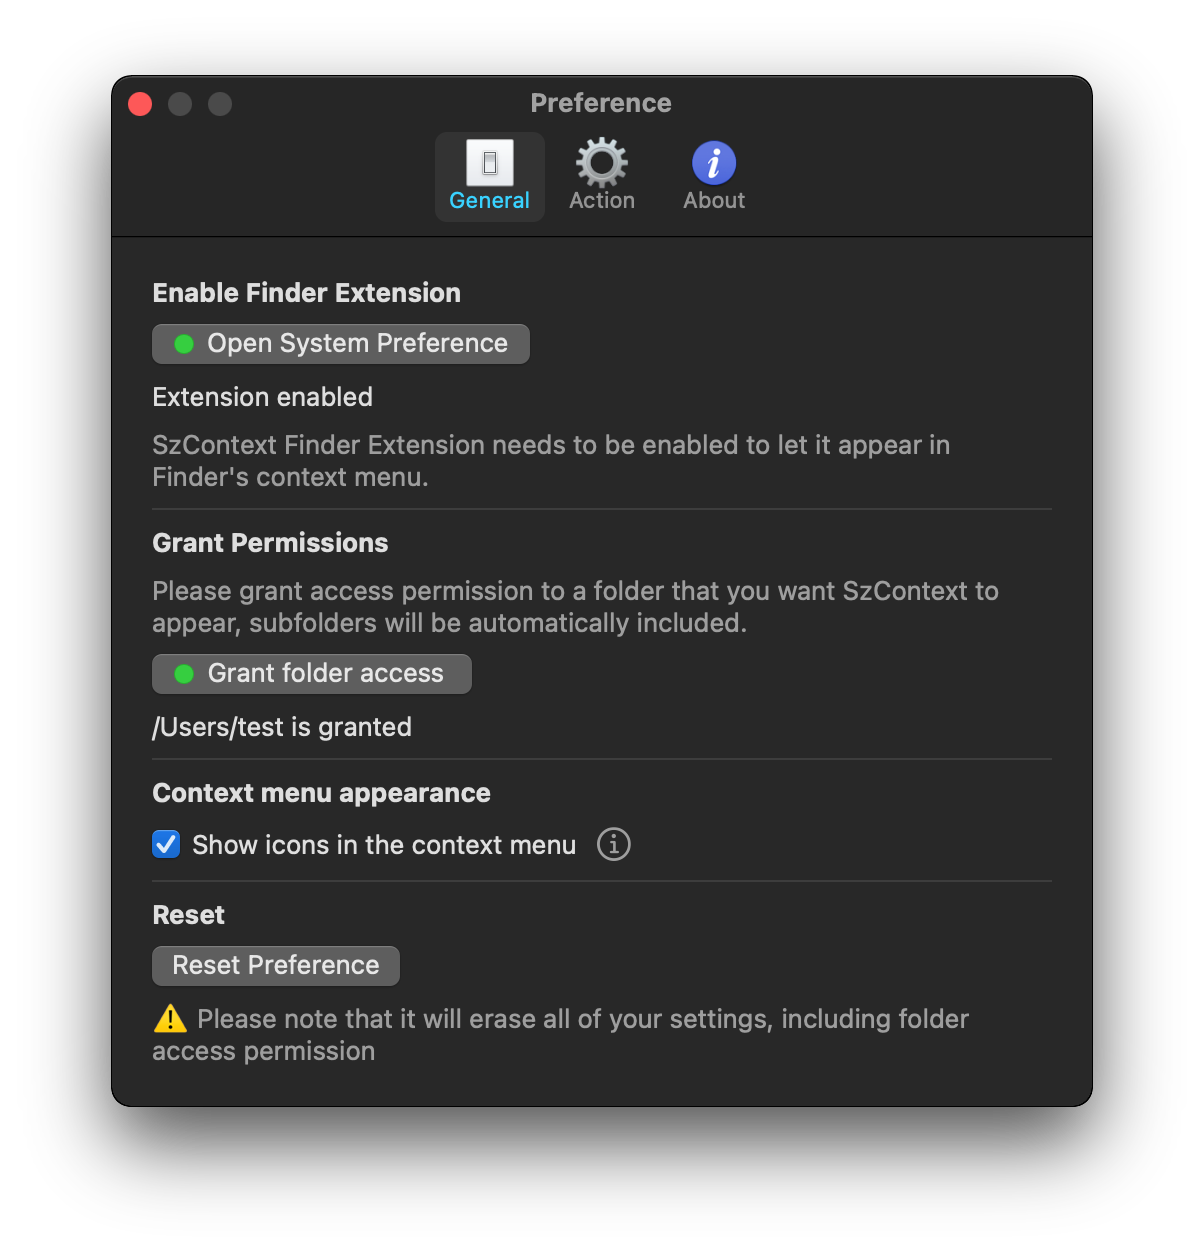 Preference
General
Action
About
Enable Finder Extension
Open System Preference
Extension enabled
SzContext Finder Extension needs to be enabled to let it appear in
Finder's context menu.
Grant Permissions
Please grant access permission to a folder that you want SzContext to
appear, subfolders will be automatically included.
Grant folder access
/Users/test is granted
Context menu appearance
Show icons in the context menu
Reset
Reset Preference
Please note that it will erase all of your settings, including folder
access permission